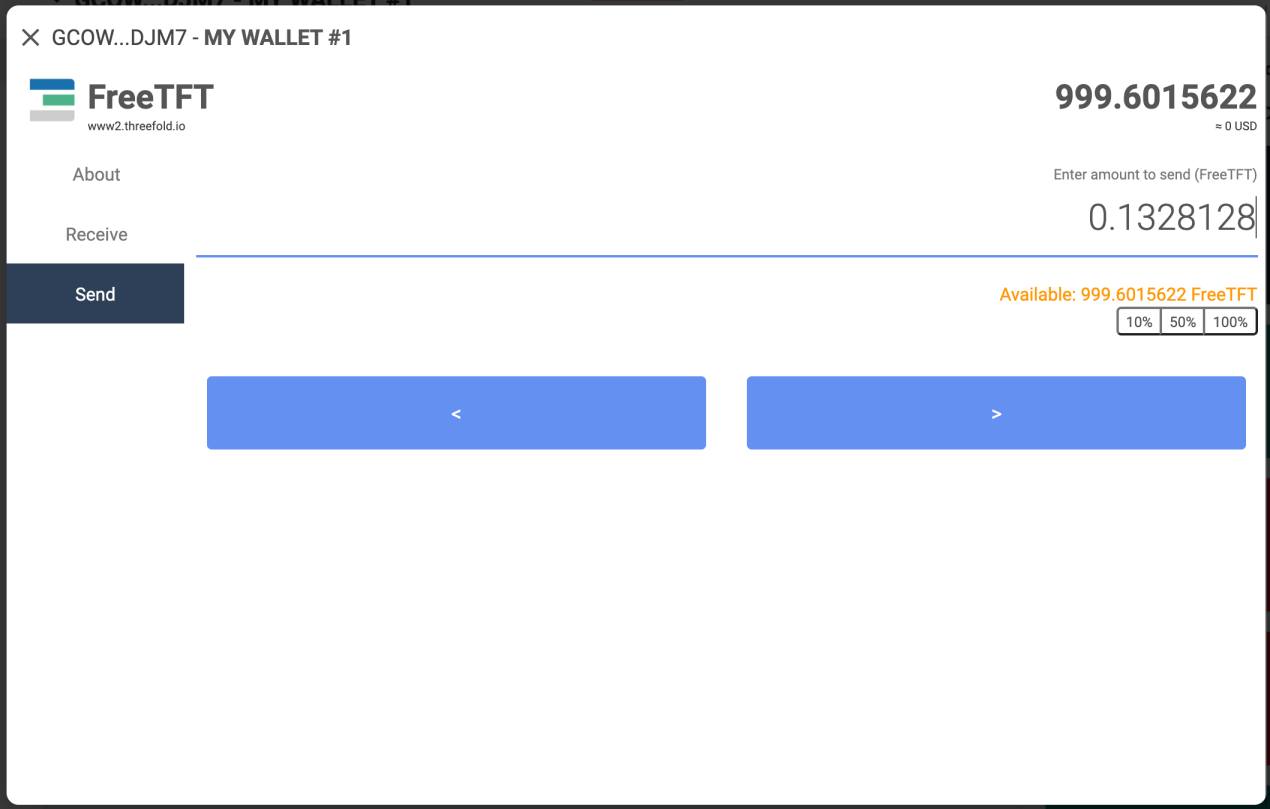 GCOW...DJM7 - MY WALLET #1
FreeTFT
www2.threefold.io
999.6015622
≈ 0 USD
About
Receive
Send
Enter amount to send (FreeTFT)
0.1328128
Available: 999.6015622 FreeTFT
10% 50% 100%
< >